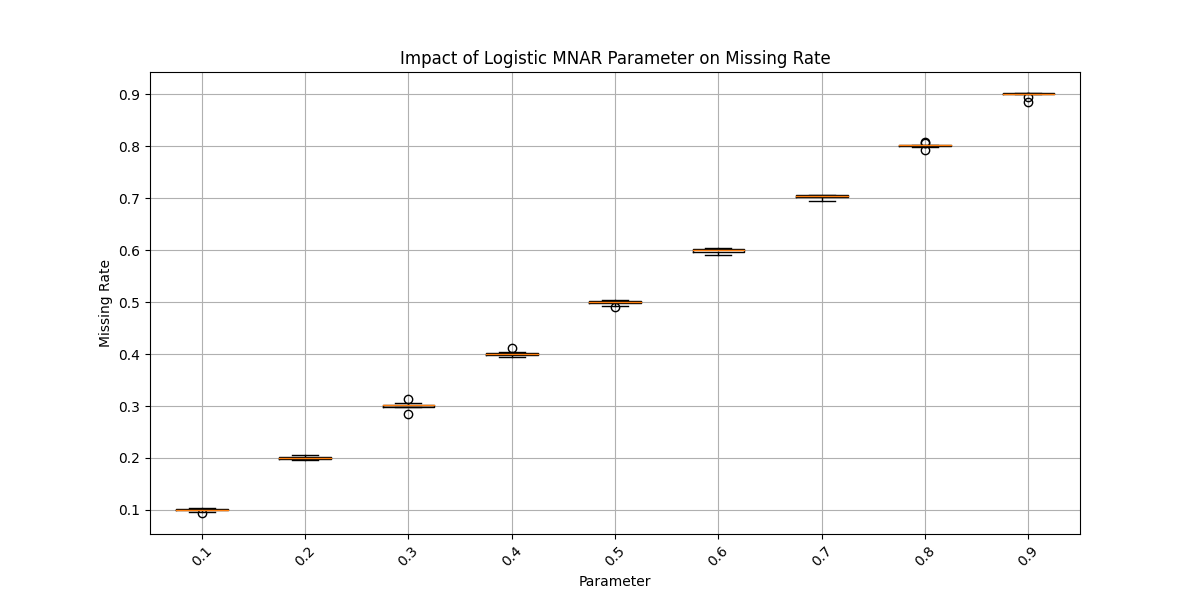 Impact of Logistic MNAR Parameter on Missing Rate
Missing Rate
0.9
0.8
0.7
0.6
0.5
0.4
0.3
0.2
0.1
0.1 0.2 0.3 0.4 0.5 0.6 0.7 0.8 0.9
Parameter